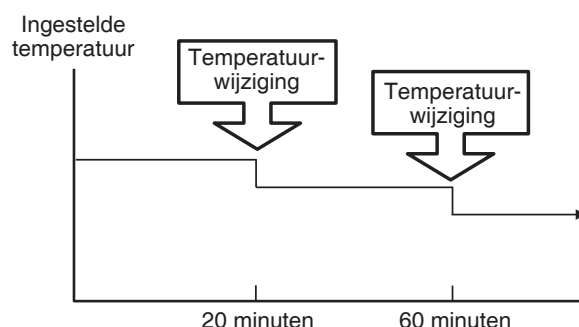 Ingestelde
temperatuur
Temperatuur-
wijziging
Temperatuur-
wijziging
20 minuten
60 minuten